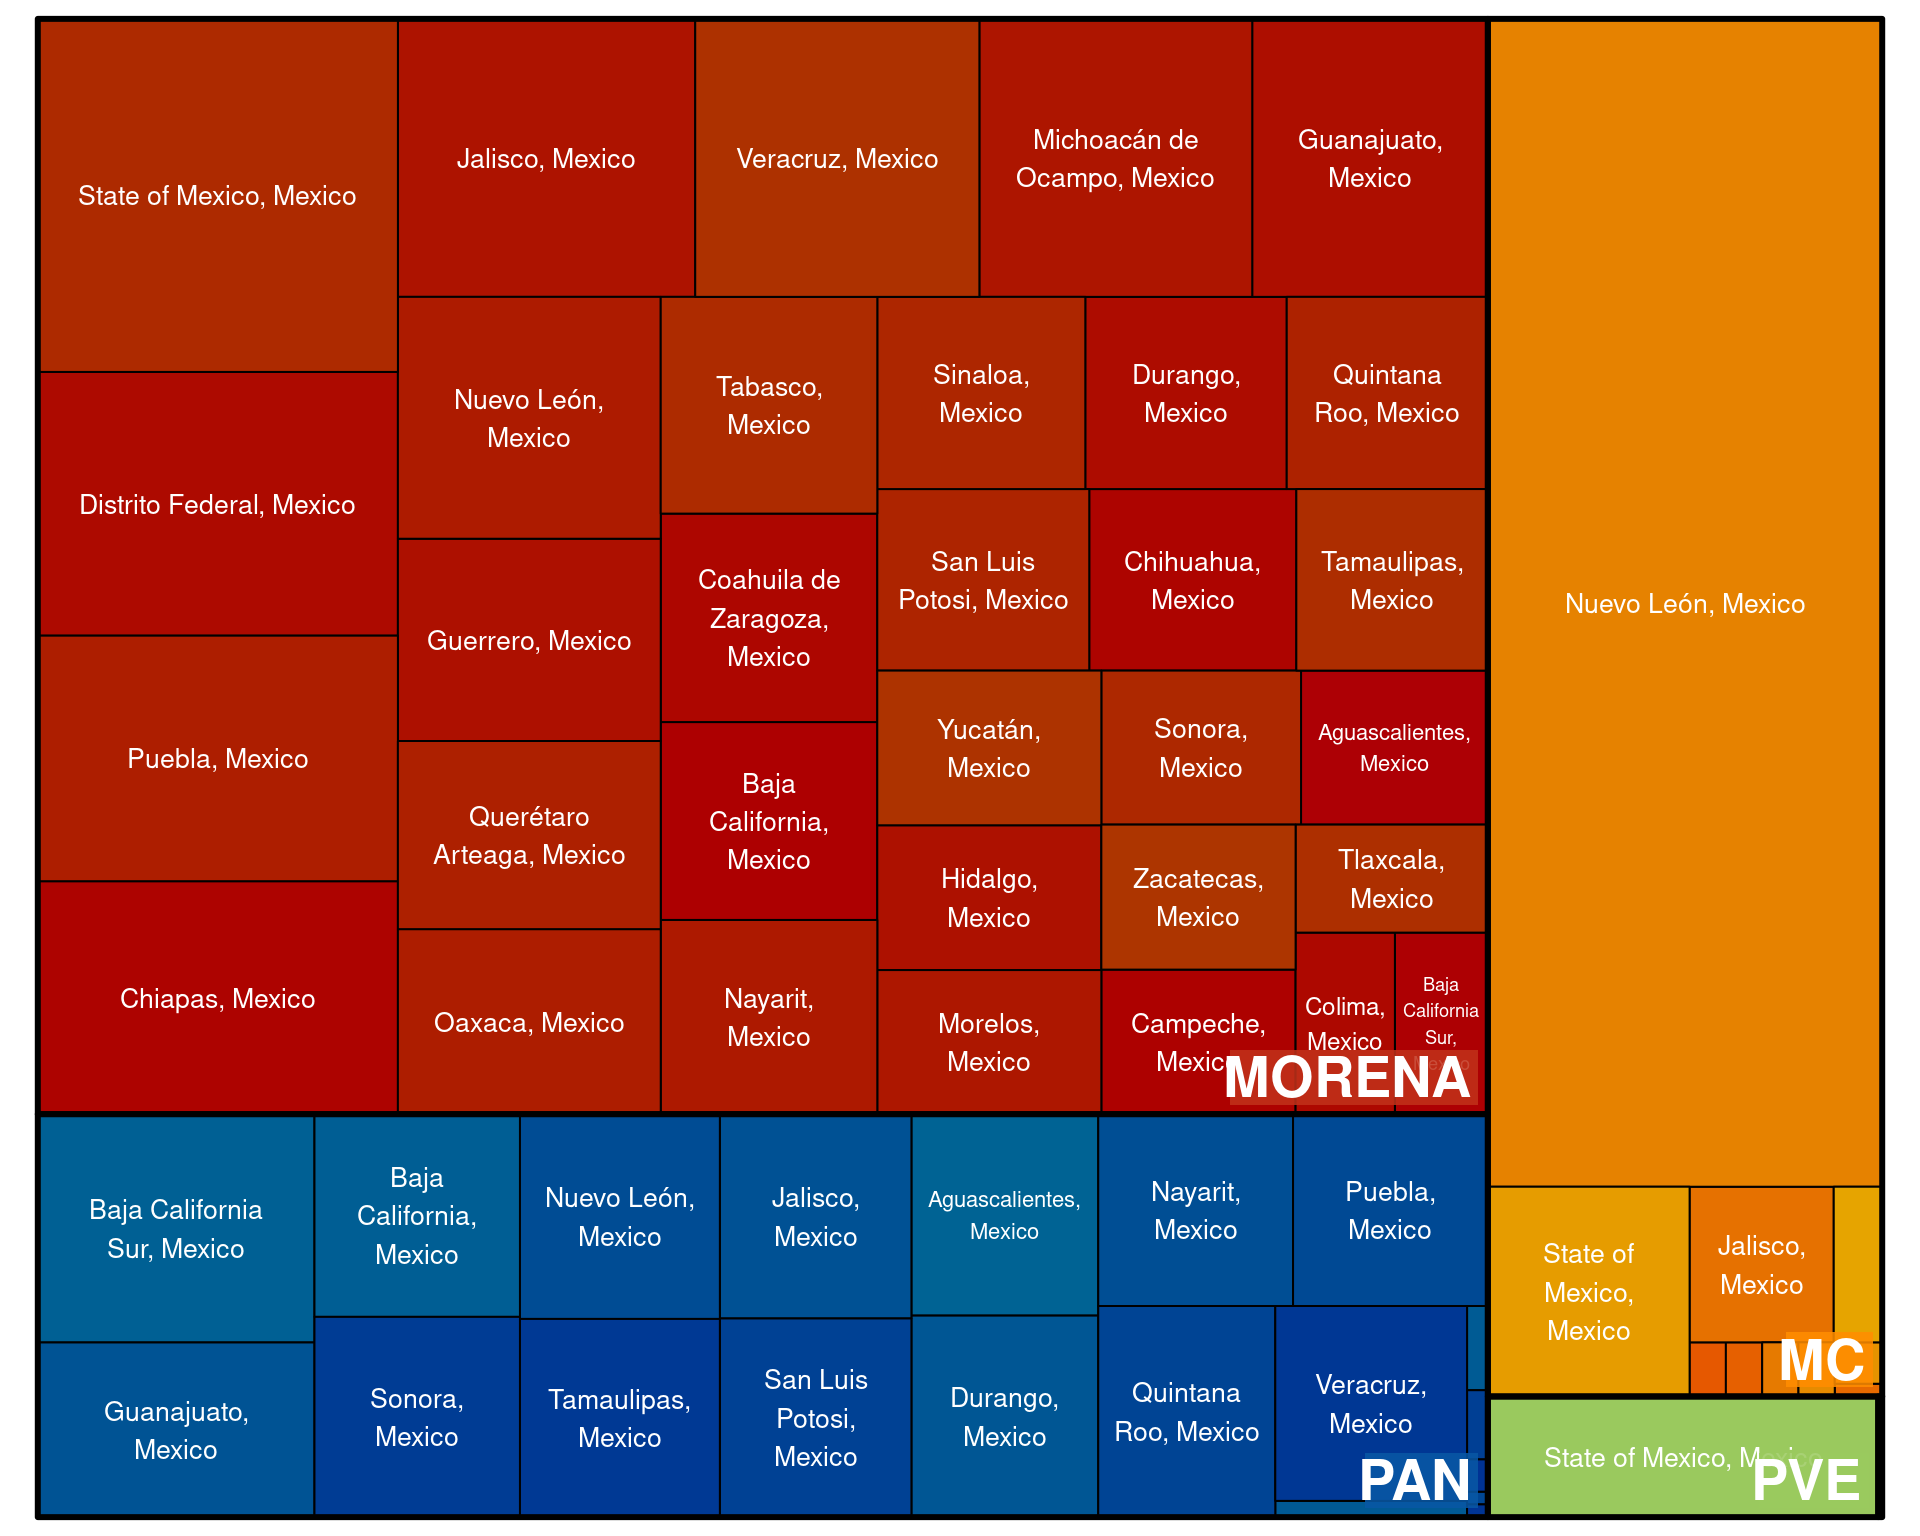 State of Mexico, Mexico
Jalisco, Mexico
Veracruz, Mexico
Michoacán de
Ocampo, Mexico
Guanajuato,
Mexico
Distrito Federal, Mexico
Puebla, Mexico
Chiapas, Mexico
Nuevo León,
Mexico
Guerrero, Mexico
Querétaro
Arteaga, Mexico
Oaxaca, Mexico
Tabasco,
Mexico
Coahuila de
Zaragoza,
Mexico
Baja
California,
Mexico
Nayarit,
Mexico
Sinaloa,
Mexico
Durango,
Mexico
Quintana
Roo, Mexico
San Luis
Potosi, Mexico
Chihuahua,
Mexico
Tamaulipas,
Mexico
Yucatán,
Mexico
Sonora,
Mexico
Aguascalientes,
Mexico
Hidalgo,
Mexico
Zacatecas,
Mexico
Tlaxcala,
Mexico
Morelos,
Mexico
Campeche,
Mexico
Colima,
Mexico
Baja
California
Sur,
Mexico
MORENA
Baja California
Sur, Mexico
Guanajuato,
Mexico
Baja
California,
Mexico
Sonora,
Mexico
Nuevo León,
Mexico
Tamaulipas,
Mexico
Jalisco,
Mexico
San Luis
Potosi,
Mexico
Aguascalientes,
Mexico
Durango,
Mexico
Nayarit,
Mexico
Puebla,
Mexico
Quintana
Roo, Mexico
Veracruz,
Mexico
PAN
Nuevo León, Mexico
State of
Mexico,
Mexico
Jalisco,
Mexico
MC
State of Mexico, Mexico
PVE